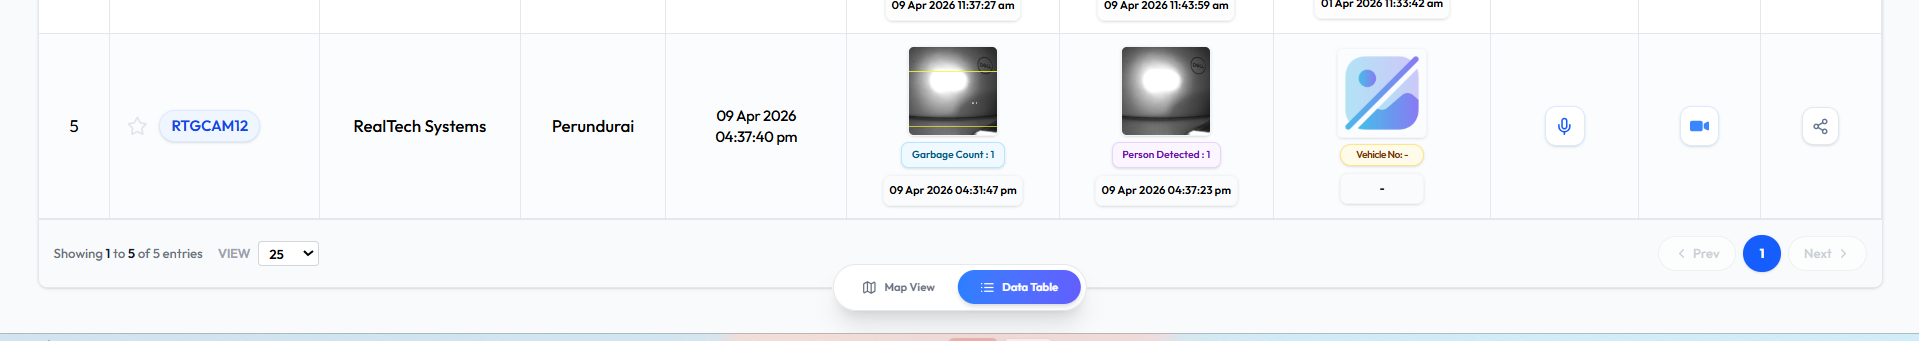 09 Apr 2026 11:37:27 am
09 Apr 2026 11:43:59 am
01 Apr 2026 11:33:42 am
5
RTGCAM12
RealTech Systems
Perundurai
09 Apr 2026
04:37:40 pm
Garbage Count : 1
09 Apr 2026 04:31:47 pm
DELL
Person Detected : 1
09 Apr 2026 04:37:23 pm
Vehicle No: -
-
Showing 1 to 5 of 5 entries
VIEW
25
Prev
1
Next
Map View
Data Table